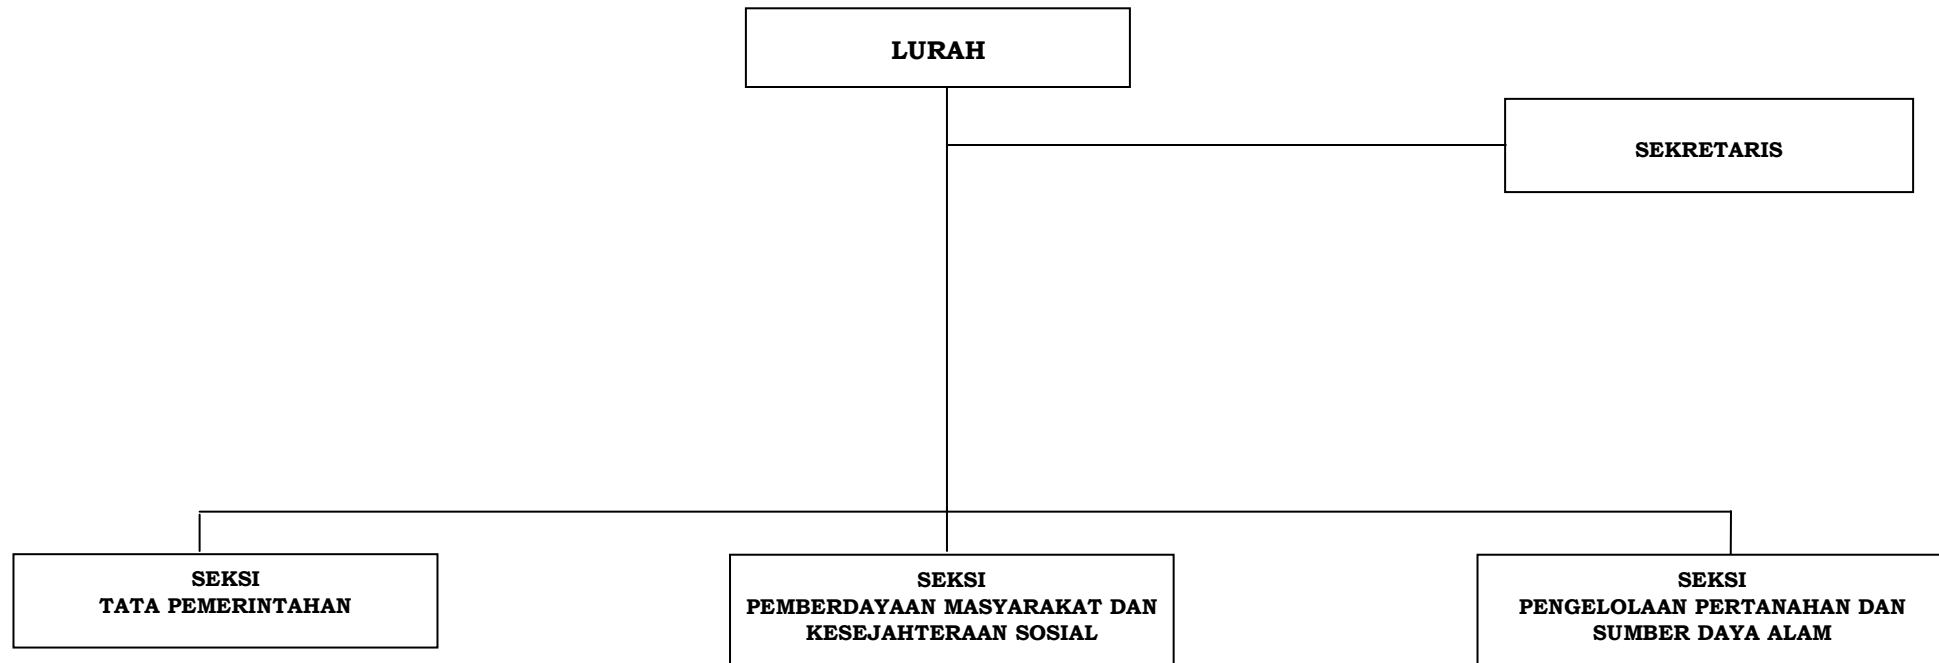 LURAH
SEKRETARIS
SEKSI
TATA PEMERINTAHAN
SEKSI
PEMBERDAYAAN MASYARAKAT DAN
KESEJAHTERAAN SOSIAL
SEKSI
PENGELOLAAN PERTANAHAN DAN
SUMBER DAYA ALAM